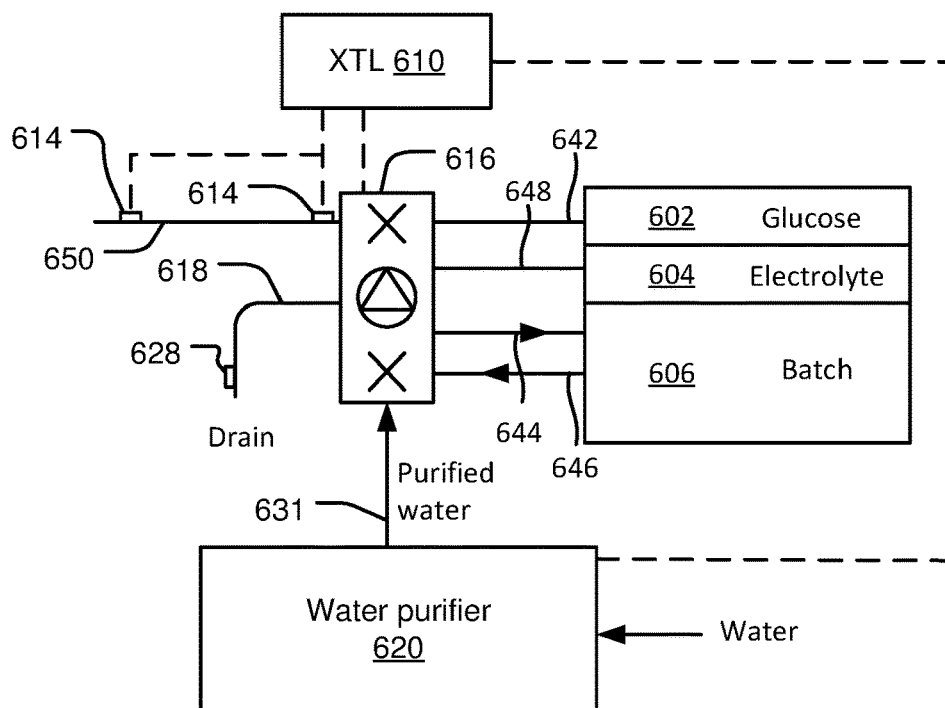 XTL 610
614
616
642
614
648
602 Glucose
650
618
604 Electrolyte
628
606 Batch
Drain
644
646
Purified
water
631
Water purifier
620
Water